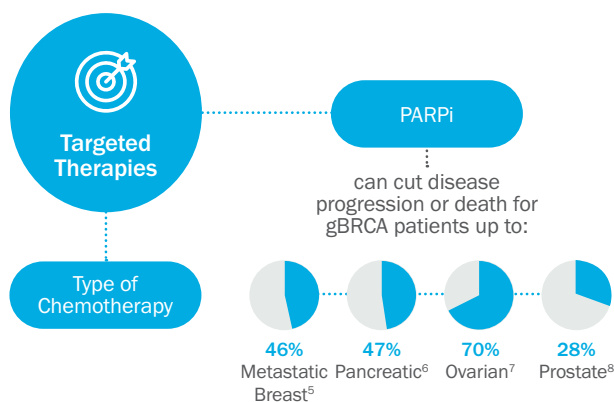 Targeted
Therapies
PARPi
can cut disease
progression or death for
gBRCA patients up to:
Type of
Chemotherapy
46%
Metastatic
Breast⁵
47%
Pancreatic⁶
70%
Ovarian⁷
28%
Prostate⁸